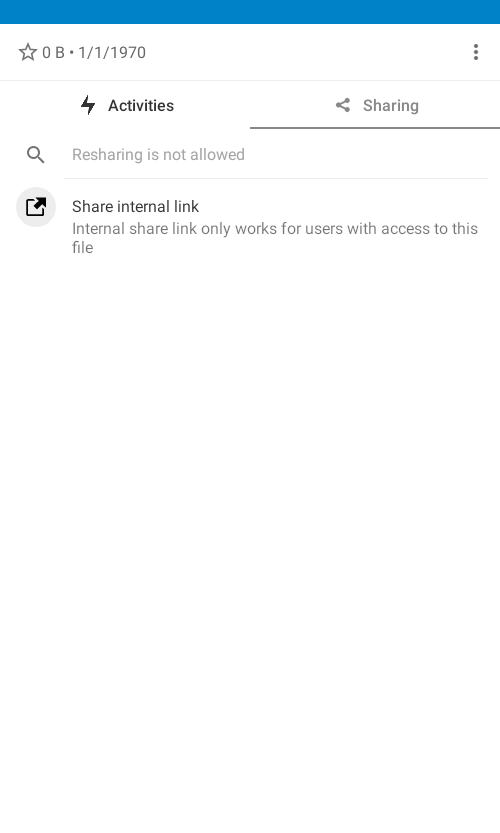 0 B • 1/1/1970
Activities
Sharing
Resharing is not allowed
Share internal link
Internal share link only works for users with access to this
file